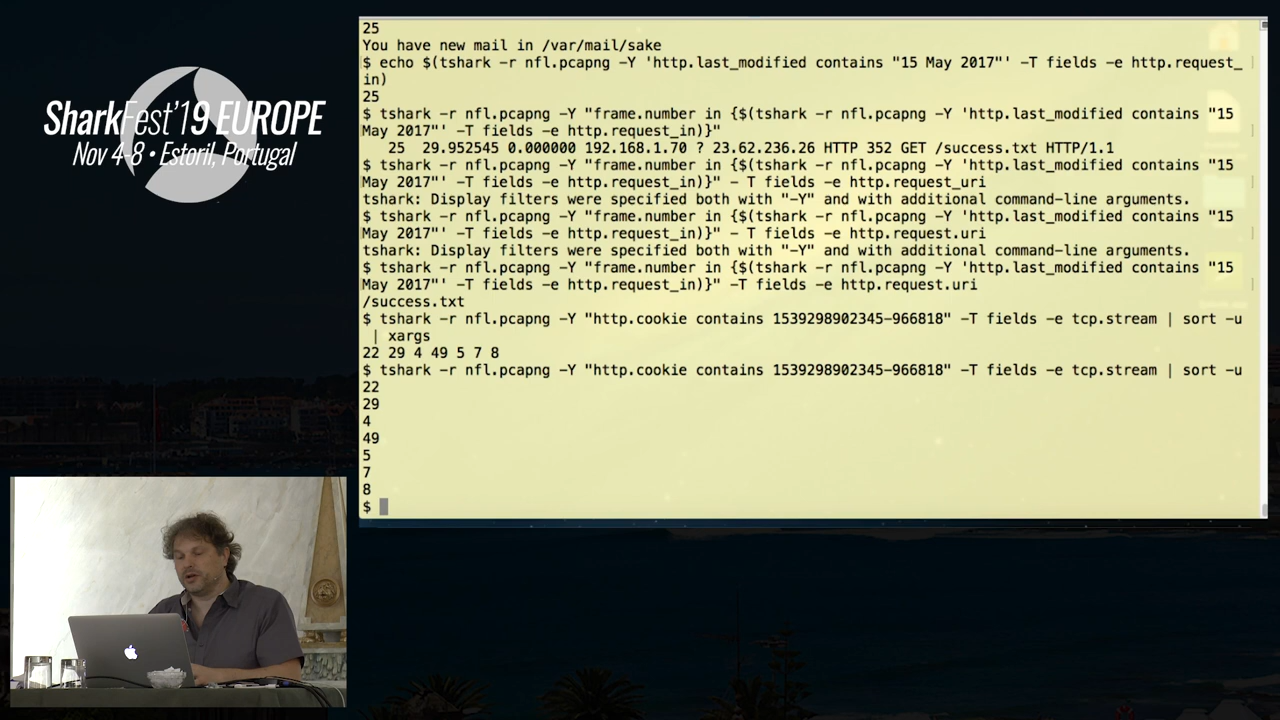 SharkFest'19 EUROPE
Nov 4-8 • Estoril, Portugal
25
You have new mail in /var/mail/sake
$ echo $(tshark -r nfl.pcapng -Y 'http.last_modified contains "15 May 2017"' -T fields -e http.request_
in)
25
$ tshark -r nfl.pcapng -Y "frame.number in {$(tshark -r nfl.pcapng -Y 'http.last_modified contains "15
May 2017"' -T fields -e http.request_in)}"
25 29.952545 0.000000 192.168.1.70 ? 23.62.236.26 HTTP 352 GET /success.txt HTTP/1.1
$ tshark -r nfl.pcapng -Y "frame.number in {$(tshark -r nfl.pcapng -Y 'http.last_modified contains "15
May 2017"' -T fields -e http.request_in)}" - T fields -e http.request_uri
tshark: Display filters were specified both with "-Y" and with additional command-line arguments.
$ tshark -r nfl.pcapng -Y "frame.number in {$(tshark -r nfl.pcapng -Y 'http.last_modified contains "15
May 2017"' -T fields -e http.request_in)}" - T fields -e http.request.uri
tshark: Display filters were specified both with "-Y" and with additional command-line arguments.
$ tshark -r nfl.pcapng -Y "frame.number in {$(tshark -r nfl.pcapng -Y 'http.last_modified contains "15
May 2017"' -T fields -e http.request_in)}" -T fields -e http.request.uri
/success.txt
$ tshark -r nfl.pcapng -Y "http.cookie contains 1539298902345-966818" -T fields -e tcp.stream | sort -u
| xargs
22 29 4 49 5 7 8
$ tshark -r nfl.pcapng -Y "http.cookie contains 1539298902345-966818" -T fields -e tcp.stream | sort -u
22
29
4
49
5
7
8
$